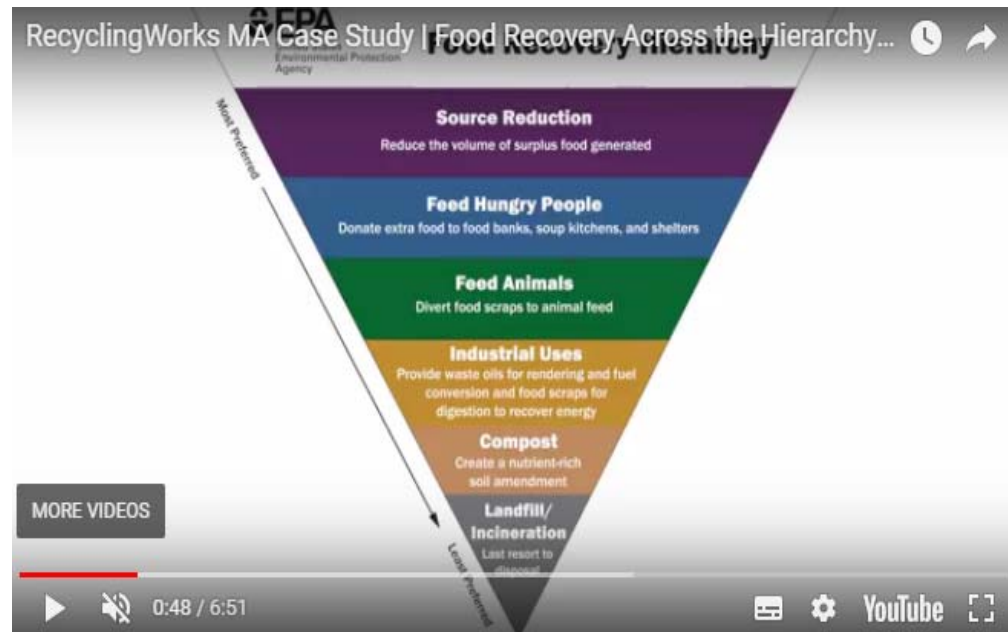 RecyclingWorks MA Case Study | Food Recovery Across the Hierarchy...
EPA
Environmental Protection
Agency
Food Recovery Hierarchy
Most Preferred
Source Reduction
Reduce the volume of surplus food generated
Feed Hungry People
Donate extra food to food banks, soup kitchens, and shelters
Feed Animals
Divert food scraps to animal feed
Industrial Uses
Provide waste oils for rendering and fuel
conversion and food scraps for
digestion to recover energy
Compost
Create a nutrient-rich
soil amendment
Landfill/
Incineration
Last resort to
disposal
Least Preferred
MORE VIDEOS
0:48 / 6:51
YouTube